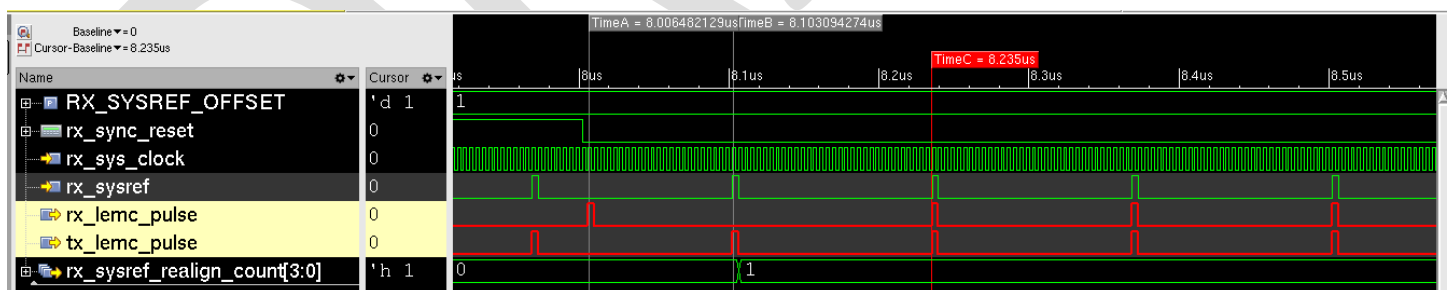 Baseline▼= 0
Cursor-Baseline▼= 8.235us
TimeA = 8.006482129us TimeB = 8.103094274us
TimeC = 8.235us
Name Cursor us 8us 8.1us 8.2us 8.3us 8.4us 8.5us
RX_SYSREF_OFFSET 'd 1 1
rx_sync_reset 0
rx_sys_clock 0
rx_sysref 0
rx_lemc_pulse 0
tx_lemc_pulse 0
rx_sysref_realign_count[3:0] 'h 1 0 1